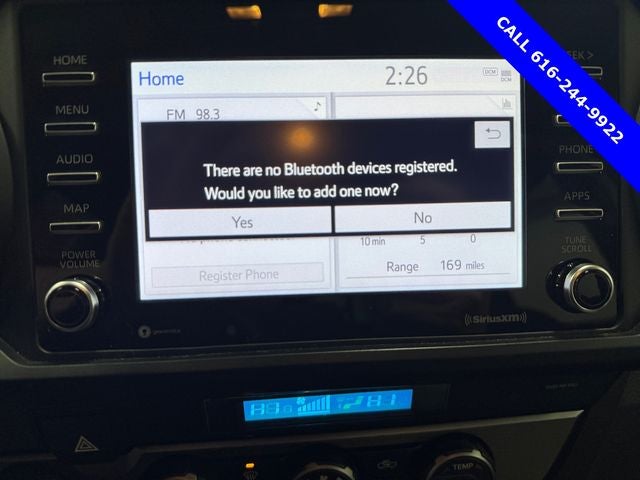 CALL 616-244-9922
HOME
MENU
AUDIO
MAP
POWER
VOLUME
Home
2:26
DCM
DCM
FM 98.3
There are no Bluetooth devices registered.
Would you like to add one now?
Yes
No
10 min 5 0
Register Phone
Range 169 miles
SEEK >
PHONE
APPS
TUNE
SCROLL
SiriusXM
TEMP